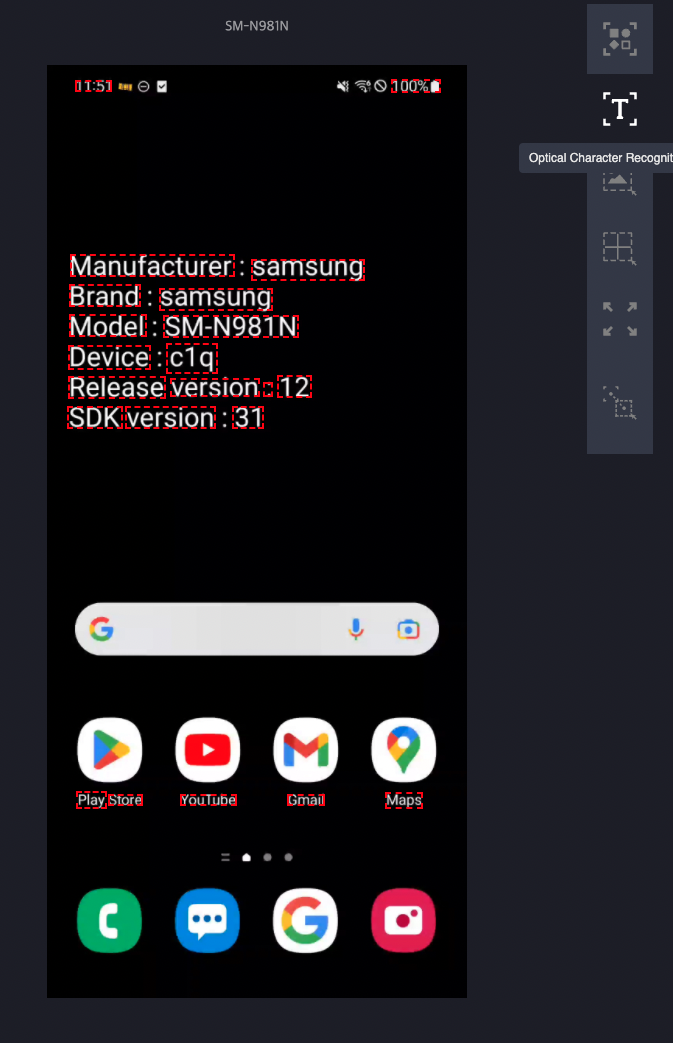 SM-N981N
11:51
100%
Optical Character Recognit
Manufacturer : samsung
Brand : samsung
Model : SM-N981N
Device : c1q
Release version : 12
SDK version : 31
Play Store
YouTube
Gmail
Maps